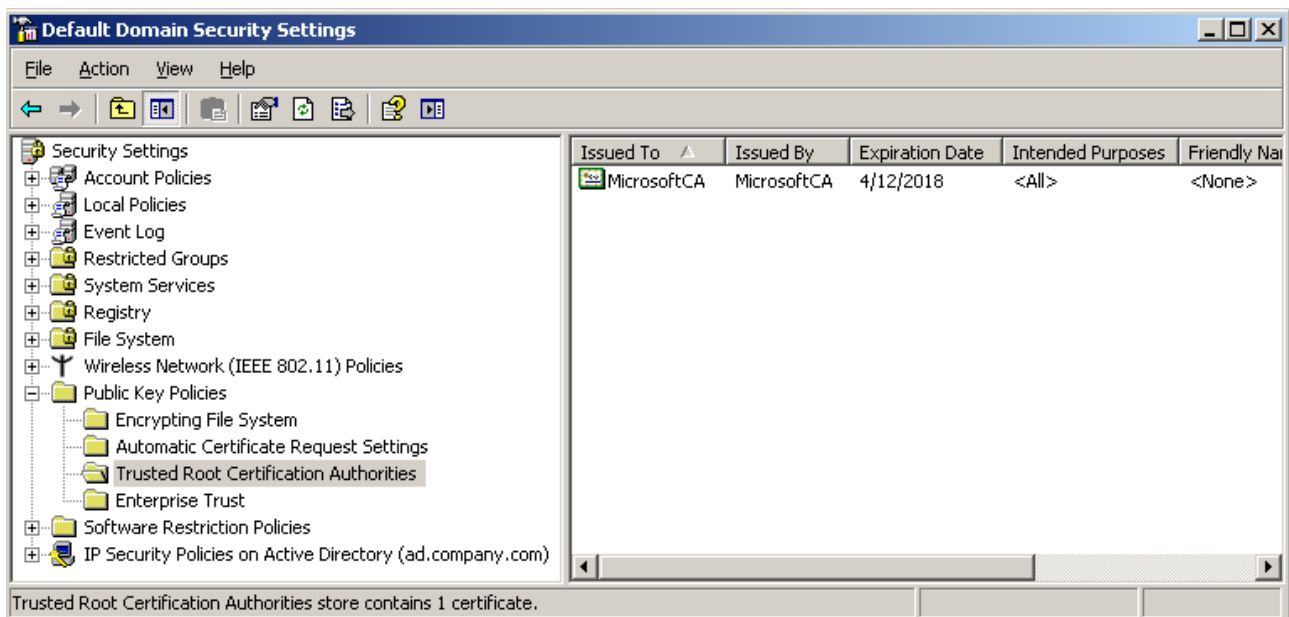 Default Domain Security Settings
File Action View Help
Security Settings
Account Policies
Local Policies
Event Log
Restricted Groups
System Services
Registry
File System
Wireless Network (IEEE 802.11) Policies
Public Key Policies
Encrypting File System
Automatic Certificate Request Settings
Trusted Root Certification Authorities
Enterprise Trust
Software Restriction Policies
IP Security Policies on Active Directory (ad.company.com)
Issued To Issued By Expiration Date Intended Purposes Friendly Nar
MicrosoftCA MicrosoftCA 4/12/2018 <All> <None>
Trusted Root Certification Authorities store contains 1 certificate.